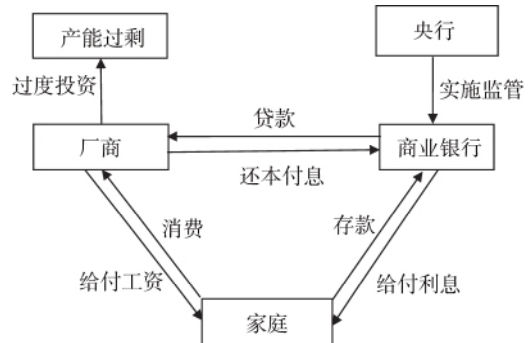 产能过剩
央行
过度投资
实施监管
贷款
厂商
商业银行
还本付息
消费
存款
给付工资
给付利息
家庭